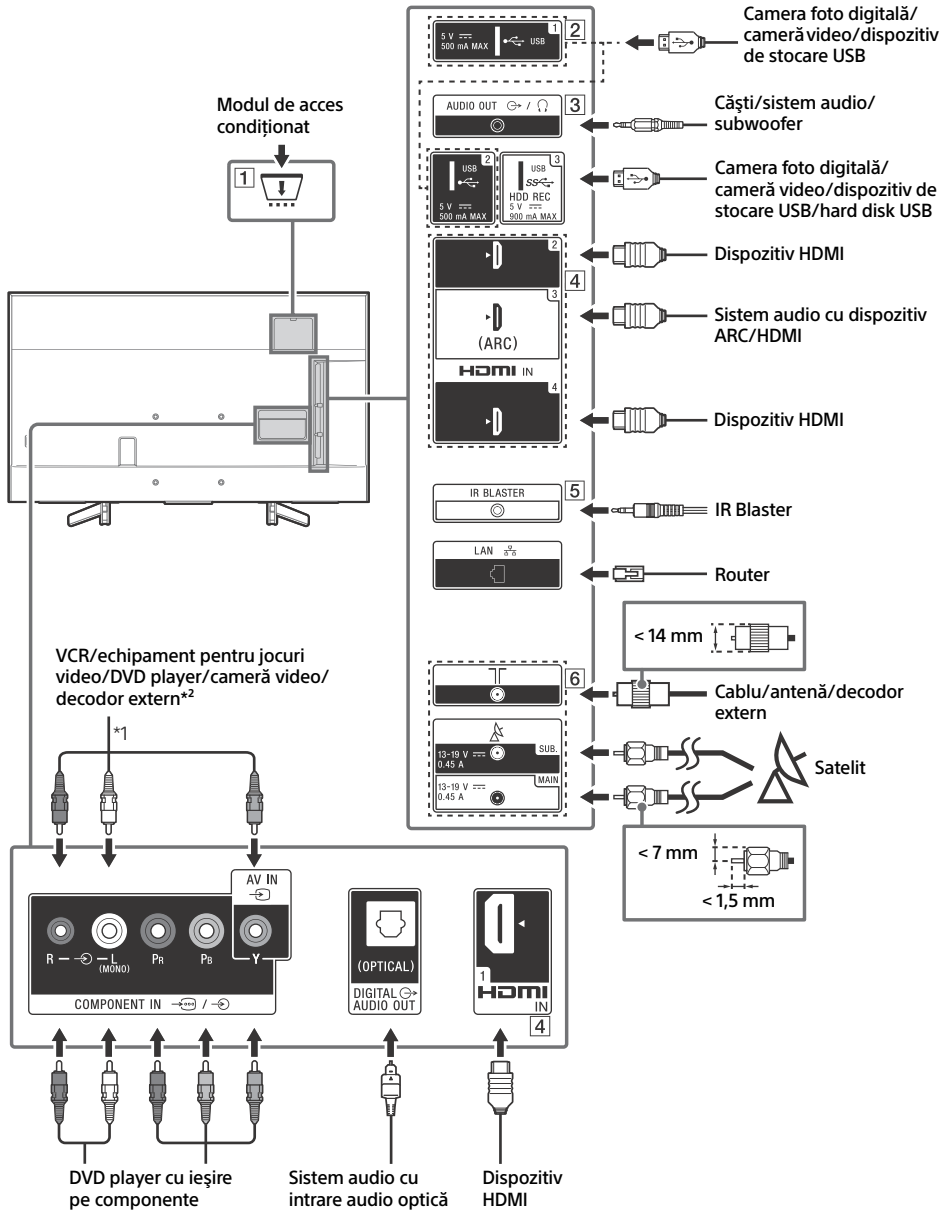 Camera foto digitală/
cameră video/dispozitiv
de stocare USB
5 V
500 mA MAX
USB
1
2
Modul de acces
condiționat
1
AUDIO OUT
/
3
Căști/sistem audio/
subwoofer
2
USB
5 V
500 mA MAX
3
USB
SS
HDD REC
5 V
900 mA MAX
Camera foto digitală/
cameră video/dispozitiv de
stocare USB/hard disk USB
2
4
Dispozitiv HDMI
3
(ARC)
HDMI IN
Sistem audio cu dispozitiv
ARC/HDMI
4
Dispozitiv HDMI
IR BLASTER
5
IR Blaster
LAN
Router
< 14 mm
6
Cablu/antenă/decodor
extern
13-19 V
0.45 A
SUB.
13-19 V
0.45 A
MAIN
Satelit
< 7 mm
< 1,5 mm
VCR/echipament pentru jocuri
video/DVD player/cameră video/
decodor extern*2
*1
AV IN
R
L
(MONO)
PR
PB
Y
COMPONENT IN /
(OPTICAL)
DIGITAL
AUDIO OUT
1
HDMI
IN
4
DVD player cu ieşire
pe componente
Sistem audio cu
intrare audio optică
Dispozitiv
HDMI